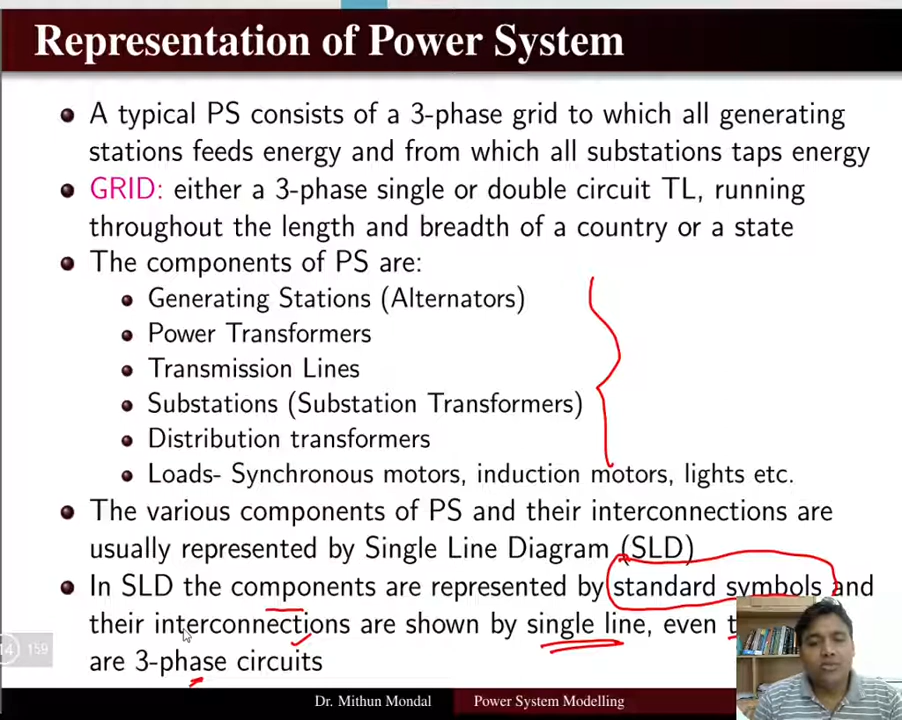 Representation of Power System
A typical PS consists of a 3-phase grid to which all generating
stations feeds energy and from which all substations taps energy
GRID: either a 3-phase single or double circuit TL, running
throughout the length and breadth of a country or a state
The components of PS are:
Generating Stations (Alternators)
Power Transformers
Transmission Lines
Substations (Substation Transformers)
Distribution transformers
Loads- Synchronous motors, induction motors, lights etc.
The various components of PS and their interconnections are
usually represented by Single Line Diagram (SLD)
In SLD the components are represented by standard symbols and
their interconnections are shown by single line, even
are 3-phase circuits
14 159
Dr. Mithun Mondal Power System Modelling